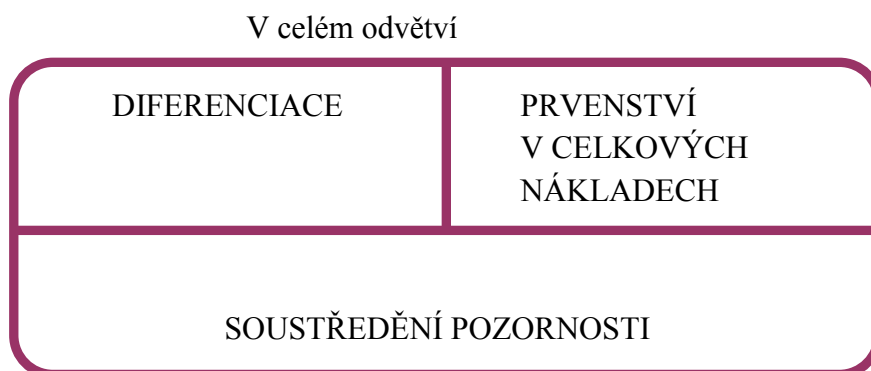 V celém odvětví
DIFERENCIACE
PRVENSTVÍ
V CELKOVÝCH
NÁKLADECH
SOUSTŘEDĚNÍ POZORNOSTI